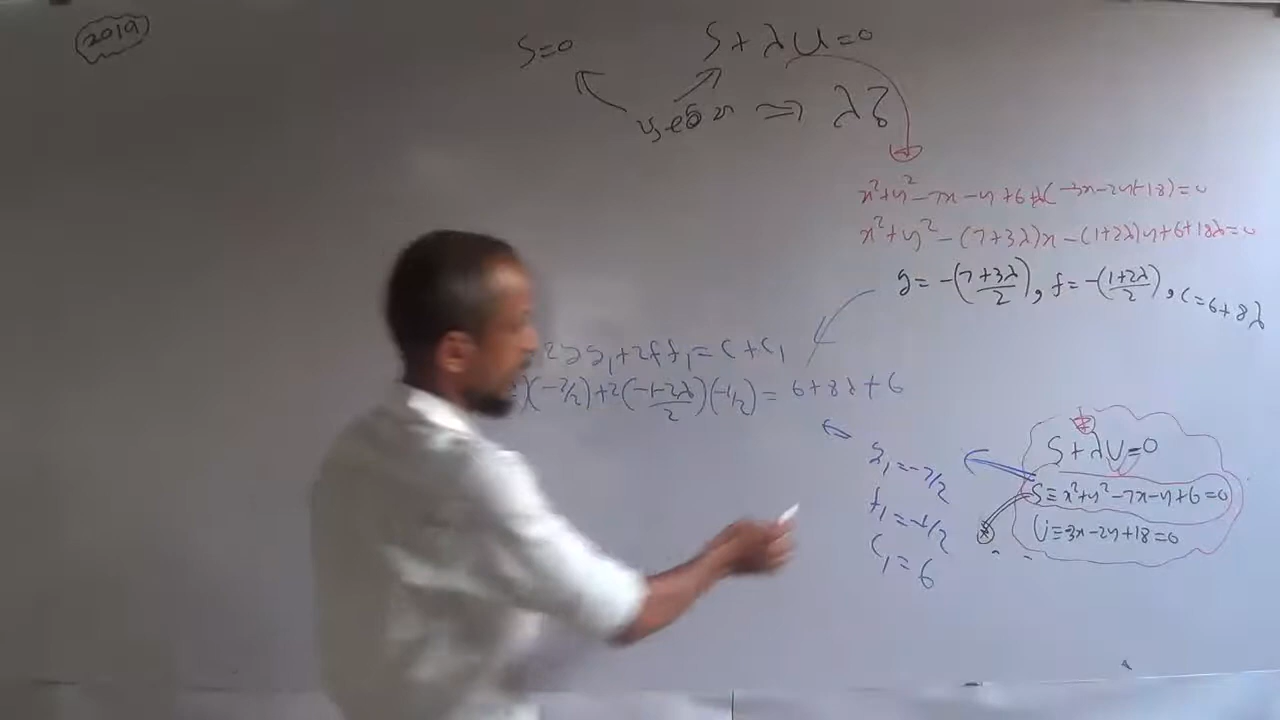 2019
S=0 S+λU=0
⇒ λ
x²+y²-7x-y+6+λ(-3x-2y+18)=0
x²+y²-(7+3λ)x-(1+2λ)y+6+18λ=0
g=-(7+3λ/2), f=-(1+2λ/2), c=6+8λ
g₁+2ff₁=c+c₁
)(-7/2)+2(-1-2λ/2)(-1/2)=6+8λ+6
S+λU=0
g₁=-7/2
S≡x²+y²-7x-y+6=0
f₁=-1/2
U≡3x-2y+18=0
c₁=6